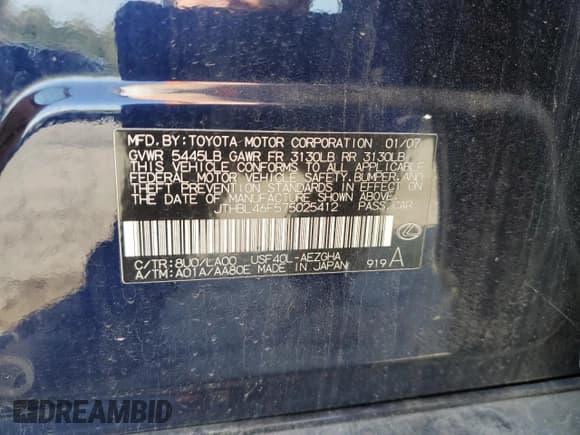 MFD. BY: TOYOTA MOTOR CORPORATION 01/07
GVWR 5445LB GAWR FR 3130LB RR 3130LB
THIS VEHICLE CONFORMS TO ALL APPLICABLE
FEDERAL MOTOR VEHICLE SAFETY, BUMPER, AND
THEFT PREVENTION STANDARDS IN EFFECT ON
THE DATE OF MANUFACTURE SHOWN ABOVE.
JTHBL46F575025412 PASS. CAR
C/TR: 8U0/LA00 USF40L-AEZGHA
A/TM: A01A/AA80E MADE IN JAPAN 919 A
DREAMBID